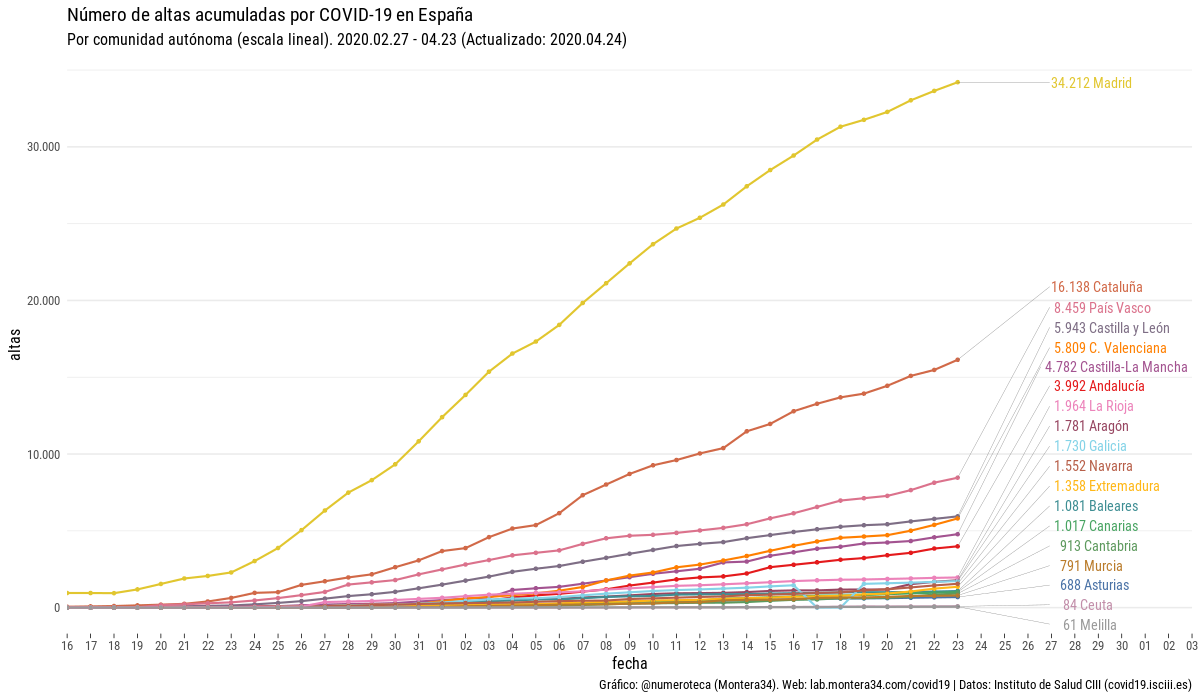 Número de altas acumuladas por COVID-19 en España
Por comunidad autónoma (escala lineal). 2020.02.27 - 04.23 (Actualizado: 2020.04.24)
altas
30.000
20.000
10.000
0
34.212 Madrid
16.138 Cataluña
8.459 País Vasco
5.943 Castilla y León
5.809 C. Valenciana
4.782 Castilla-La Mancha
3.992 Andalucía
1.964 La Rioja
1.781 Aragón
1.730 Galicia
1.552 Navarra
1.358 Extremadura
1.081 Baleares
1.017 Canarias
913 Cantabria
791 Murcia
688 Asturias
84 Ceuta
61 Melilla
16 17 18 19 20 21 22 23 24 25 26 27 28 29 30 31 01 02 03 04 05 06 07 08 09 10 11 12 13 14 15 16 17 18 19 20 21 22 23 24 25 26 27 28 29 30 01 02 03
fecha
Gráfico: @numeroteca (Montera34). Web: lab.montera34.com/covid19 | Datos: Instituto de Salud CIII (covid19.isciii.es)